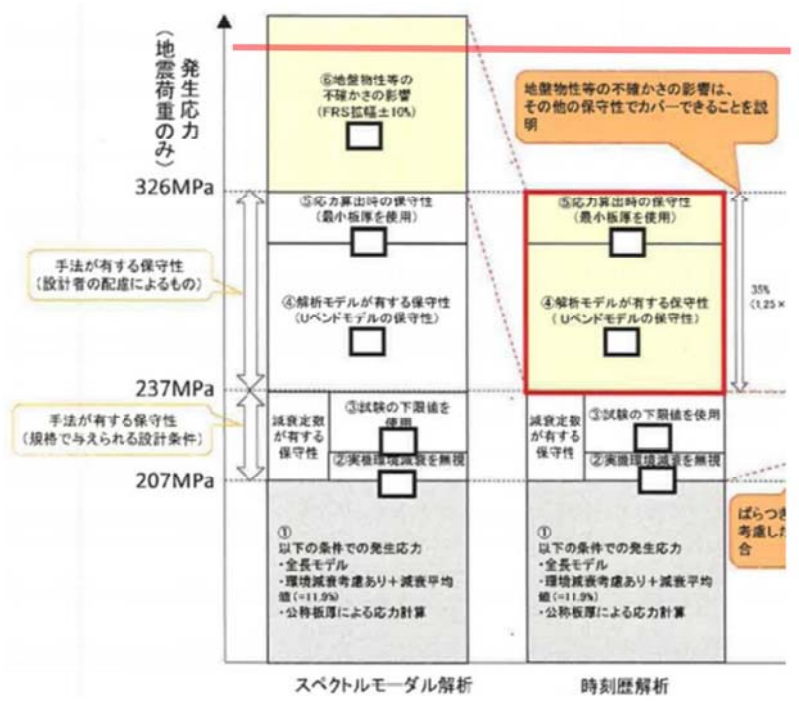 発生応力
(地震荷重のみ)
⑥地盤物性等の
不確かさの影響
(FRS拡幅±10%)
地盤物性等の不確かさの影響は、
その他の保守性でカバーできることを説
明
326MPa
⑤応力算出時の保守性
(最小板厚を使用)
⑤応力算出時の保守性
(最小板厚を使用)
手法が有する保守性
(設計者の配慮によるもの)
④解析モデルが有する保守性
(Uベンドモデルの保守性)
④解析モデルが有する保守性
(Uベンドモデルの保守性)
35%
(1.25×
237MPa
手法が有する保守性
(規格で与えられる設計条件)
減衰定数
が有する
保守性
③試験の下限値を
使用
②実機環境減衰を無視
減衰定数
が有する
保守性
③試験の下限値を使用
②実機環境減衰を無視
207MPa
①
以下の条件での発生応力
・全長モデル
・環境減衰考慮あり+減衰平均
値(=11.9%)
・公称板厚による応力計算
①
以下の条件での発生応力
・全長モデル
・環境減衰考慮あり+減衰平均
値(=11.9%)
・公称板厚による応力計算
ばらつき
考慮した
合
スペクトルモーダル解析
時刻歴解析